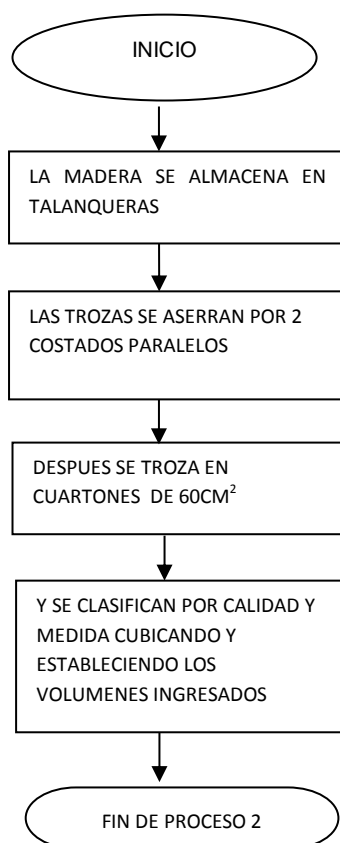 INICIO
LA MADERA SE ALMACENA EN
TALANQUERAS
LAS TROZAS SE ASERRAN POR 2
COSTADOS PARALELOS
DESPUES SE TROZA EN
CUARTONES DE 60CM²
Y SE CLASIFICAN POR CALIDAD Y
MEDIDA CUBICANDO Y
ESTABLECIENDO LOS
VOLUMENES INGRESADOS
FIN DE PROCESO 2